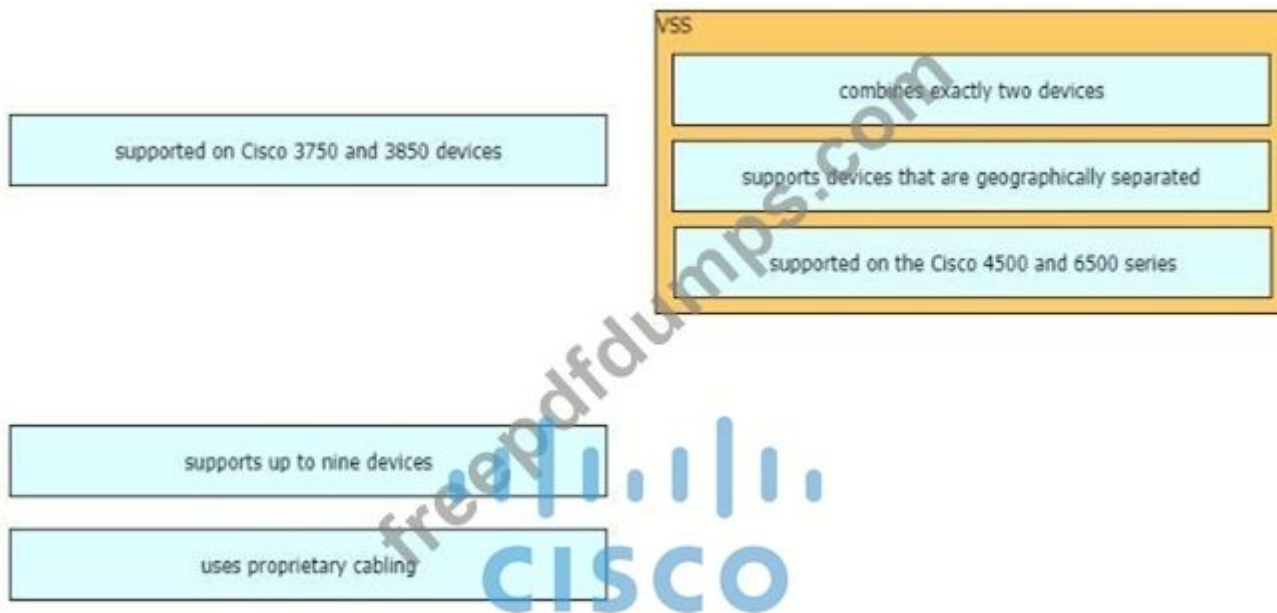 VSS
combines exactly two devices
supported on Cisco 3750 and 3850 devices
supports devices that are geographically separated
supported on the Cisco 4500 and 6500 series
supports up to nine devices
uses proprietary cabling
freepdfdumps.com
CISCO